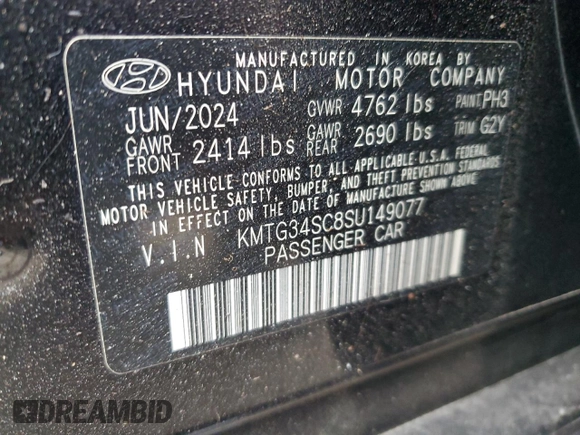 MANUFACTURED IN KOREA BY
HYUNDAI MOTOR COMPANY
JUN/2024 GVWR 4762 lbs PAINT PH3
GAWR FRONT 2414 lbs GAWR REAR 2690 lbs TRIM G2Y
THIS VEHICLE CONFORMS TO ALL APPLICABLE U.S.A. FEDERAL
MOTOR VEHICLE SAFETY, BUMPER, AND THEFT PREVENTION STANDARDS
IN EFFECT ON THE DATE OF MANUFACTURE SHOWN ABOVE.
V.I.N KMTG34SC8SU149077
PASSENGER CAR
DREAMBID